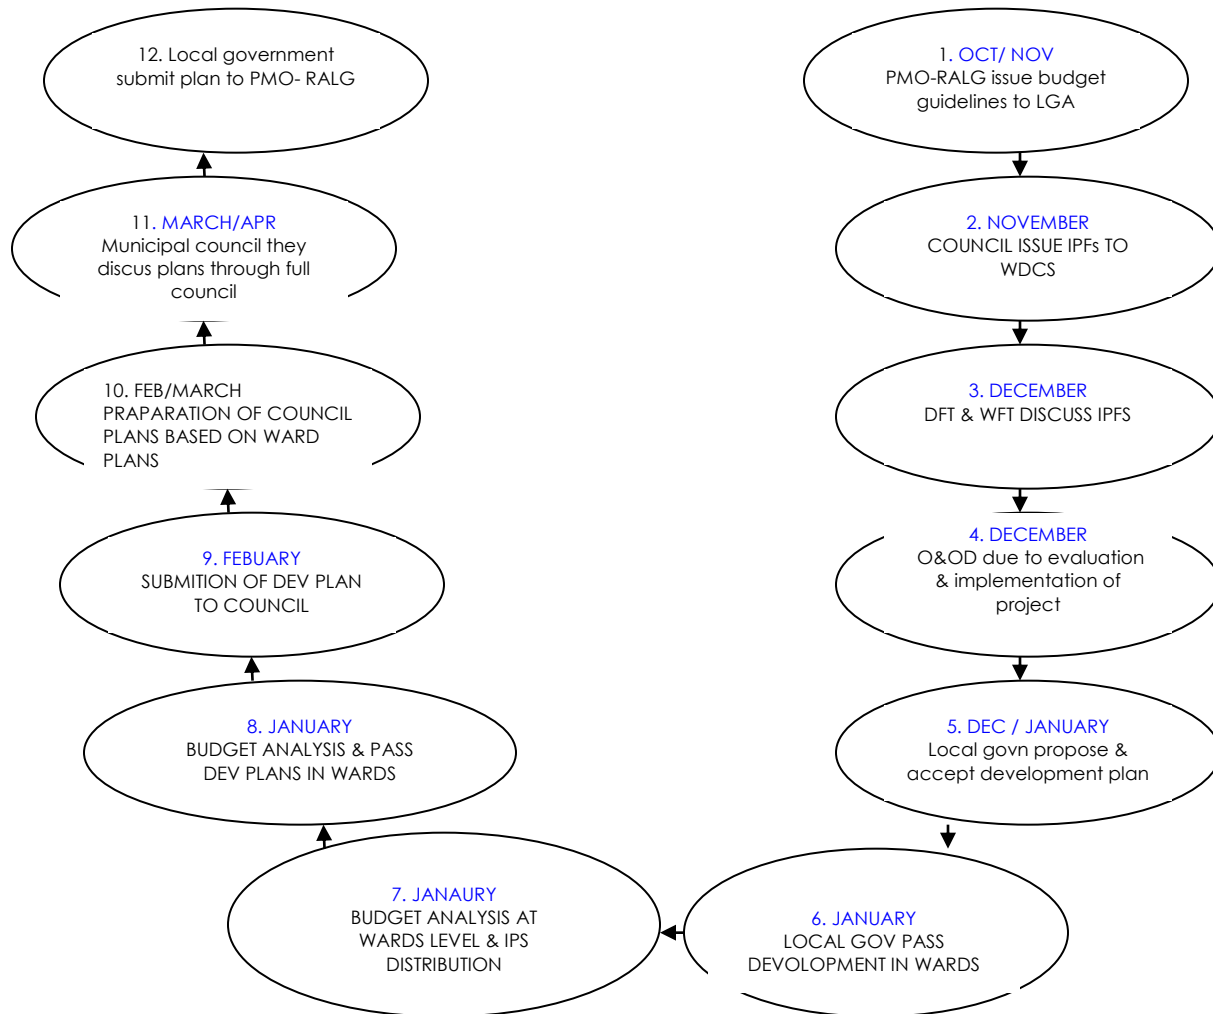 1. OCT/ NOV
PMO-RALG issue budget
guidelines to LGA
2. NOVEMBER
COUNCIL ISSUE IPFs TO
WDCS
3. DECEMBER
DFT & WFT DISCUSS IPFS
4. DECEMBER
O&OD due to evaluation
& implementation of
project
5. DEC / JANUARY
Local govn propose &
accept development plan
6. JANUARY
LOCAL GOV PASS
DEVOLOPMENT IN WARDS
7. JANAURY
BUDGET ANALYSIS AT
WARDS LEVEL & IPS
DISTRIBUTION
8. JANUARY
BUDGET ANALYSIS & PASS
DEV PLANS IN WARDS
9. FEBUARY
SUBMITION OF DEV PLAN
TO COUNCIL
10. FEB/MARCH
PRAPARATION OF COUNCIL
PLANS BASED ON WARD
PLANS
11. MARCH/APR
Municipal council they
discus plans through full
council
12. Local government
submit plan to PMO- RALG